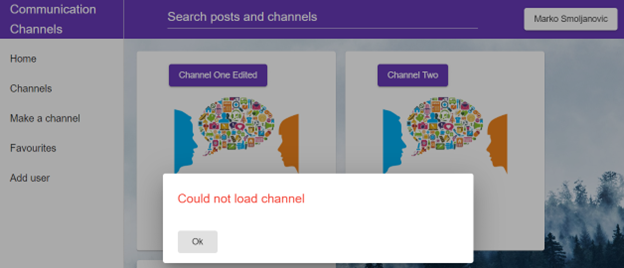 Communication
Channels
Search posts and channels
Marko Smoljanovic
Home
Channels
Make a channel
Favourites
Add user
Channel One Edited
Channel Two
Could not load channel
Ok